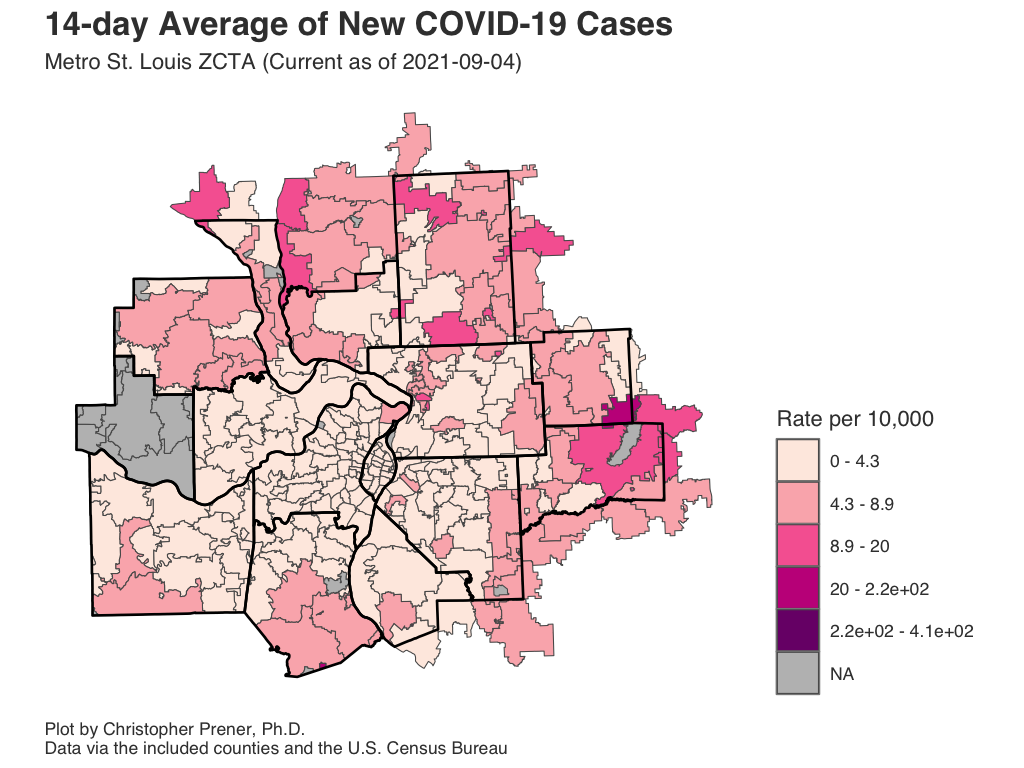 14-day Average of New COVID-19 Cases
Metro St. Louis ZCTA (Current as of 2021-09-04)
Rate per 10,000
0 - 4.3
4.3 - 8.9
8.9 - 20
20 - 2.2e+02
2.2e+02 - 4.1e+02
NA
Plot by Christopher Prener, Ph.D.
Data via the included counties and the U.S. Census Bureau